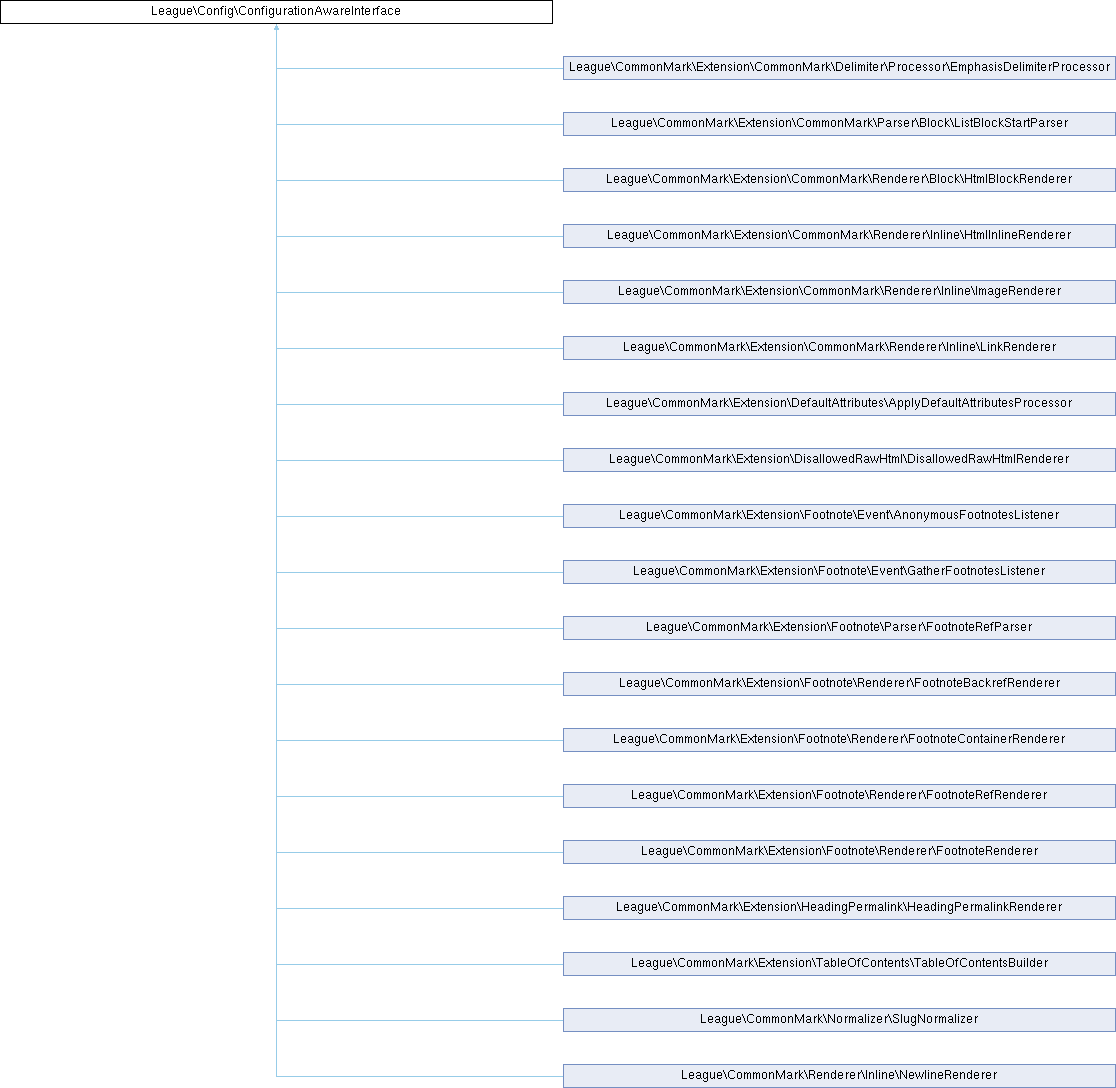 League\Config\ConfigurationAwareInterface
League\CommonMark\Extension\CommonMark\Delimiter\Processor\EmphasisDelimiterProcessor
League\CommonMark\Extension\CommonMark\Parser\Block\ListBlockStartParser
League\CommonMark\Extension\CommonMark\Renderer\Block\HtmlBlockRenderer
League\CommonMark\Extension\CommonMark\Renderer\Inline\HtmlInlineRenderer
League\CommonMark\Extension\CommonMark\Renderer\Inline\ImageRenderer
League\CommonMark\Extension\CommonMark\Renderer\Inline\LinkRenderer
League\CommonMark\Extension\DefaultAttributes\ApplyDefaultAttributesProcessor
League\CommonMark\Extension\DisallowedRawHtml\DisallowedRawHtmlRenderer
League\CommonMark\Extension\Footnote\Event\AnonymousFootnotesListener
League\CommonMark\Extension\Footnote\Event\GatherFootnotesListener
League\CommonMark\Extension\Footnote\Parser\FootnoteRefParser
League\CommonMark\Extension\Footnote\Renderer\FootnoteBackrefRenderer
League\CommonMark\Extension\Footnote\Renderer\FootnoteContainerRenderer
League\CommonMark\Extension\Footnote\Renderer\FootnoteRefRenderer
League\CommonMark\Extension\Footnote\Renderer\FootnoteRenderer
League\CommonMark\Extension\HeadingPermalink\HeadingPermalinkRenderer
League\CommonMark\Extension\TableOfContents\TableOfContentsBuilder
League\CommonMark\Normalizer\SlugNormalizer
League\CommonMark\Renderer\Inline\NewlineRenderer